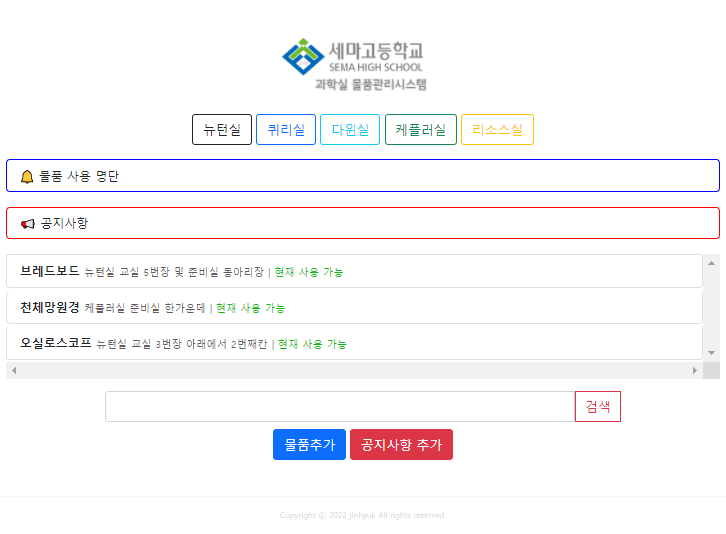 세마고등학교
SEMA HIGH SCHOOL
과학실 물품관리시스템
뉴턴실 퀴리실 다윈실 케플러실 리소스실
물품 사용 명단
공지사항
브레드보드 뉴턴실 교실 5번장 및 준비실 동아리장 | 현재 사용 가능
천체망원경 케플러실 준비실 한가운데 | 현재 사용 가능
오실로스코프 뉴턴실 교실 3번장 아래에서 2번째칸 | 현재 사용 가능
검색
물품추가 공지사항 추가
Copyright ⓒ 2022 Jinhyuk All rights reserved.